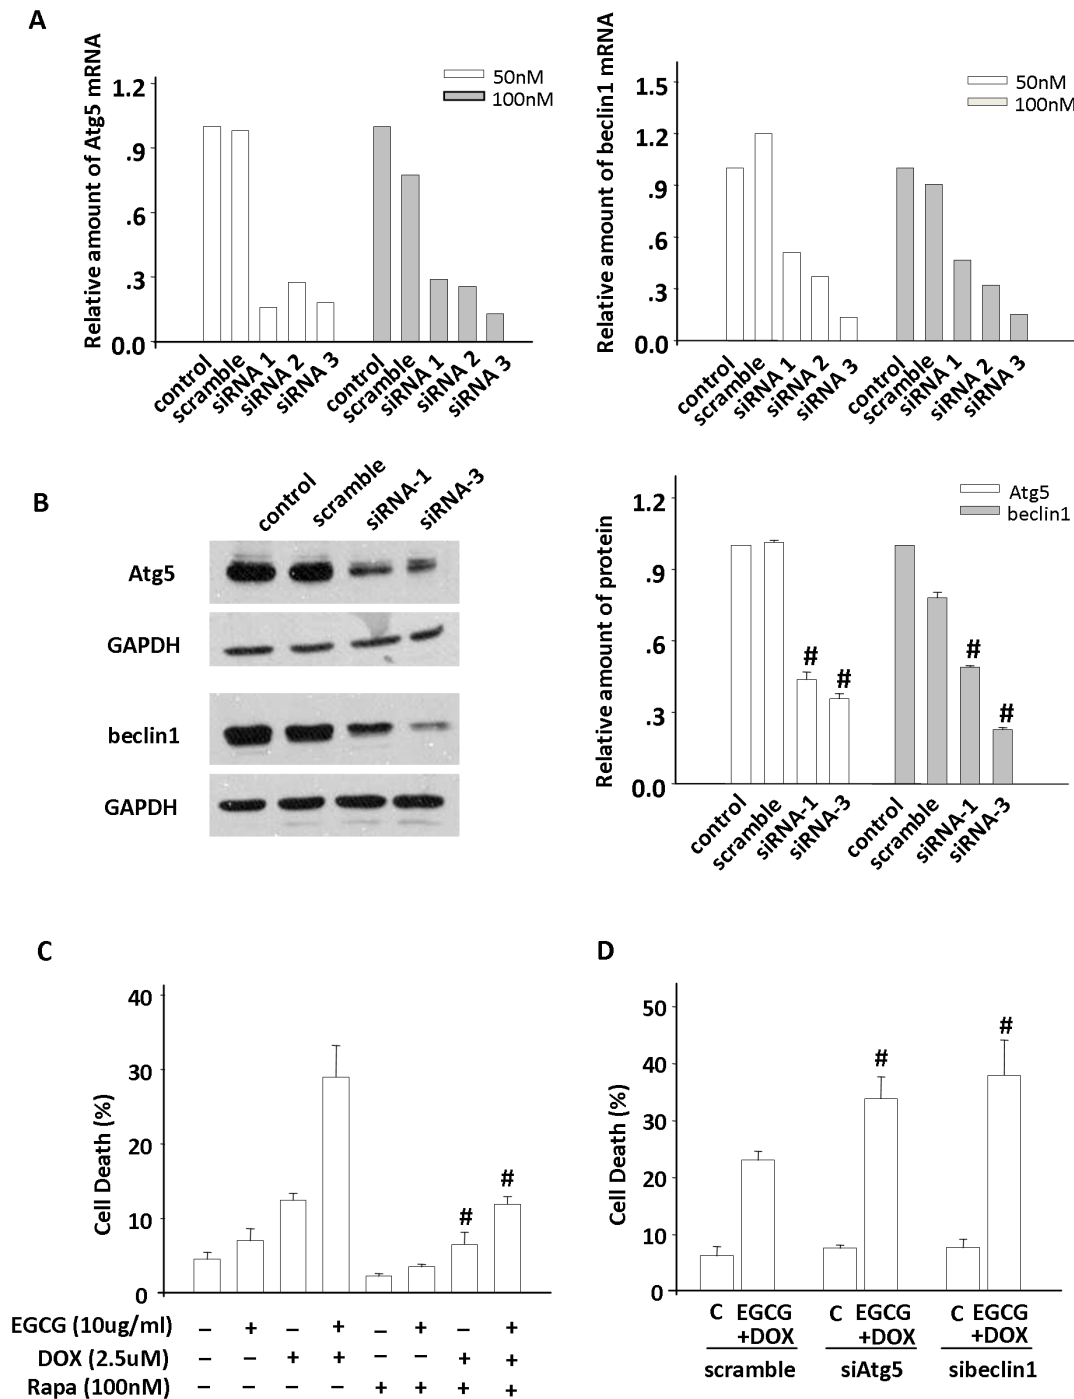 A
Relative amount of Atg5 mRNA
1.2
.9
.6
.3
0.0
50nM
100nM
control
scramble
siRNA 1
siRNA 2
siRNA 3
control
scramble
siRNA 1
siRNA 2
siRNA 3
Relative amount of beclin1 mRNA
1.5
1.2
.9
.6
.3
0.0
50nM
100nM
control
scramble
siRNA 1
siRNA 2
siRNA 3
control
scramble
siRNA 1
siRNA 2
siRNA 3
B
control
scramble
siRNA-1
siRNA-3
Atg5
GAPDH
beclin1
GAPDH
Relative amount of protein
1.2
.9
.6
.3
0.0
Atg5
beclin1
# # # #
control
scramble
siRNA-1
siRNA-3
control
scramble
siRNA-1
siRNA-3
C
Cell Death (%)
40
30
20
10
0
# #
EGCG (10ug/ml) – + – + – + – +
DOX (2.5uM) – – + + – – + +
Rapa (100nM) – – – – + + + +
D
Cell Death (%)
50
40
30
20
10
0
# #
C EGCG +DOX C EGCG +DOX C EGCG +DOX
scramble siAtg5 sibeclin1